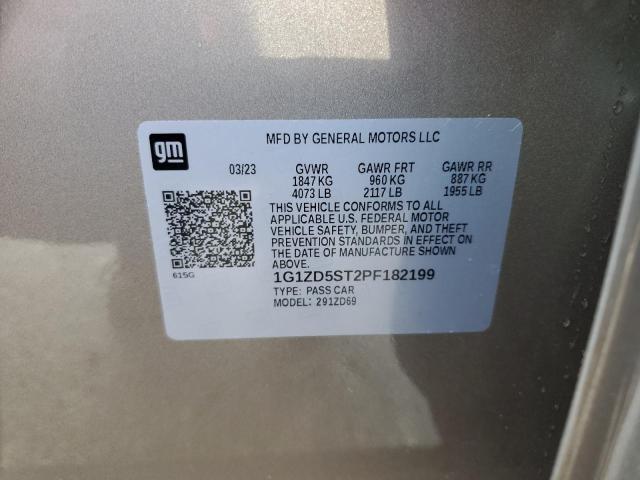 gm
MFD BY GENERAL MOTORS LLC
03/23 GVWR GAWR FRT GAWR RR
1847 KG 960 KG 887 KG
4073 LB 2117 LB 1955 LB
THIS VEHICLE CONFORMS TO ALL
APPLICABLE U.S. FEDERAL MOTOR
VEHICLE SAFETY, BUMPER, AND THEFT
PREVENTION STANDARDS IN EFFECT ON
THE DATE OF MANUFACTURE SHOWN
ABOVE.
615G
1G1ZD5ST2PF182199
TYPE: PASS CAR
MODEL: 291ZD69